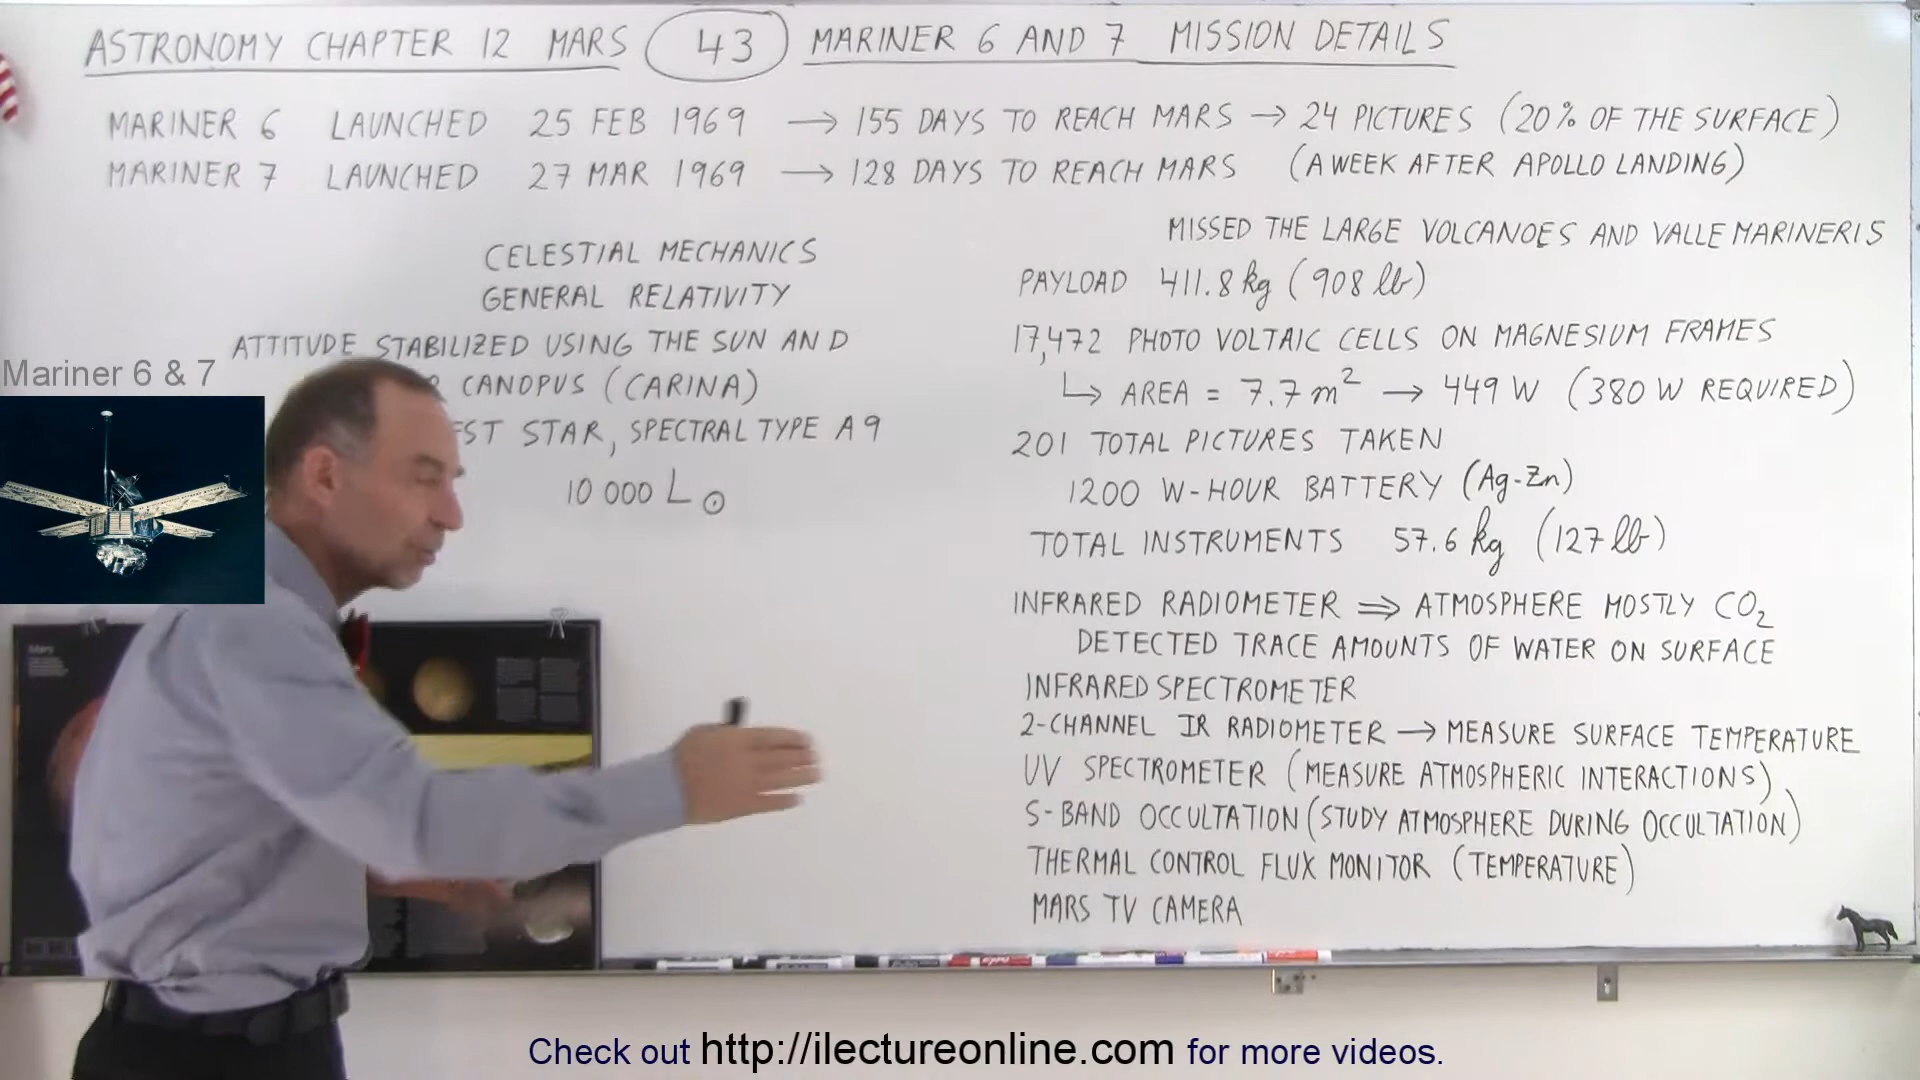 ASTRONOMY CHAPTER 12 MARS 43 MARINER 6 AND 7 MISSION DETAILS
MARINER 6 LAUNCHED 25 FEB 1969 → 155 DAYS TO REACH MARS → 24 PICTURES (20% OF THE SURFACE)
MARINER 7 LAUNCHED 27 MAR 1969 → 128 DAYS TO REACH MARS (A WEEK AFTER APOLLO LANDING)
CELESTIAL MECHANICS
GENERAL RELATIVITY
ATTITUDE STABILIZED USING THE SUN AND
CANOPUS (CARINA)
STAR, SPECTRAL TYPE A9
10 000 L⊙
Mariner 6 & 7
Mars
MISSED THE LARGE VOLCANOES AND VALLE MARINERIS
PAYLOAD 411.8 kg (908 lb)
17,472 PHOTO VOLTAIC CELLS ON MAGNESIUM FRAMES
↳ AREA = 7.7 m² → 449 W (380 W REQUIRED)
201 TOTAL PICTURES TAKEN
1200 W-HOUR BATTERY (Ag-Zn)
TOTAL INSTRUMENTS 57.6 kg (127 lb)
INFRARED RADIOMETER ⇒ ATMOSPHERE MOSTLY CO₂
DETECTED TRACE AMOUNTS OF WATER ON SURFACE
INFRARED SPECTROMETER
2-CHANNEL IR RADIOMETER → MEASURE SURFACE TEMPERATURE
UV SPECTROMETER (MEASURE ATMOSPHERIC INTERACTIONS)
S-BAND OCCULTATION (STUDY ATMOSPHERE DURING OCCULTATION)
THERMAL CONTROL FLUX MONITOR (TEMPERATURE)
MARS TV CAMERA
Check out http://ilectureonline.com for more videos.